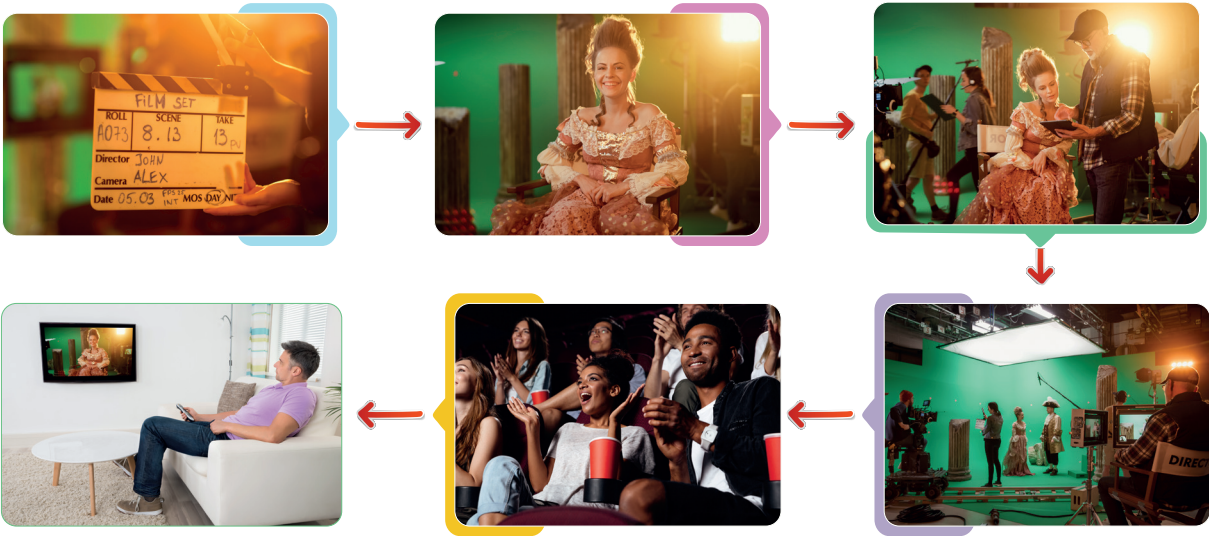 FILM SET
ROLL SCENE TAKE
A073 8.13 13
Director JOHN
Camera ALEX
Date 05.03 INT MOS DAY
DIREC